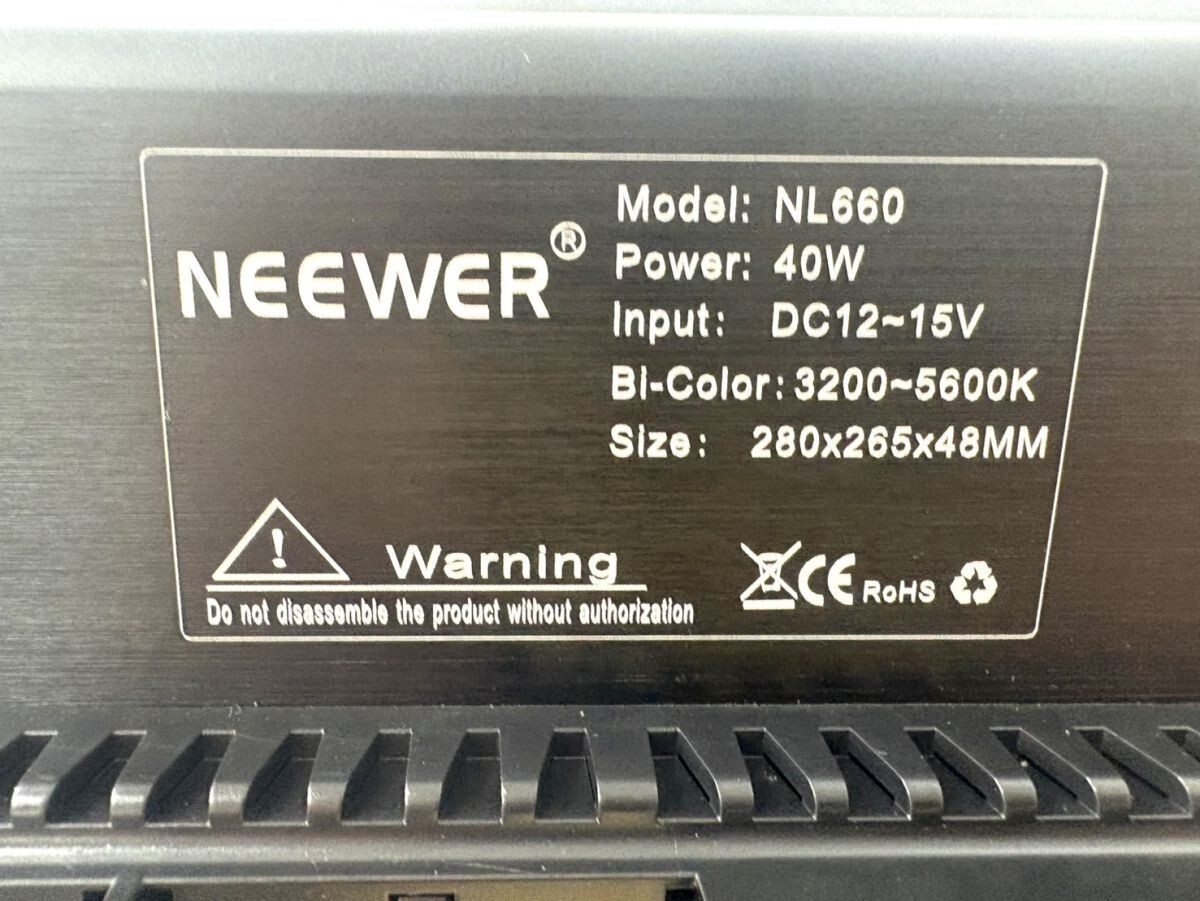 NEEWER®
Model: NL660
Power: 40W
Input: DC12~15V
Bi-Color: 3200~5600K
Size: 280x265x48MM
! Warning
Do not disassemble the product without authorization
CE RoHS